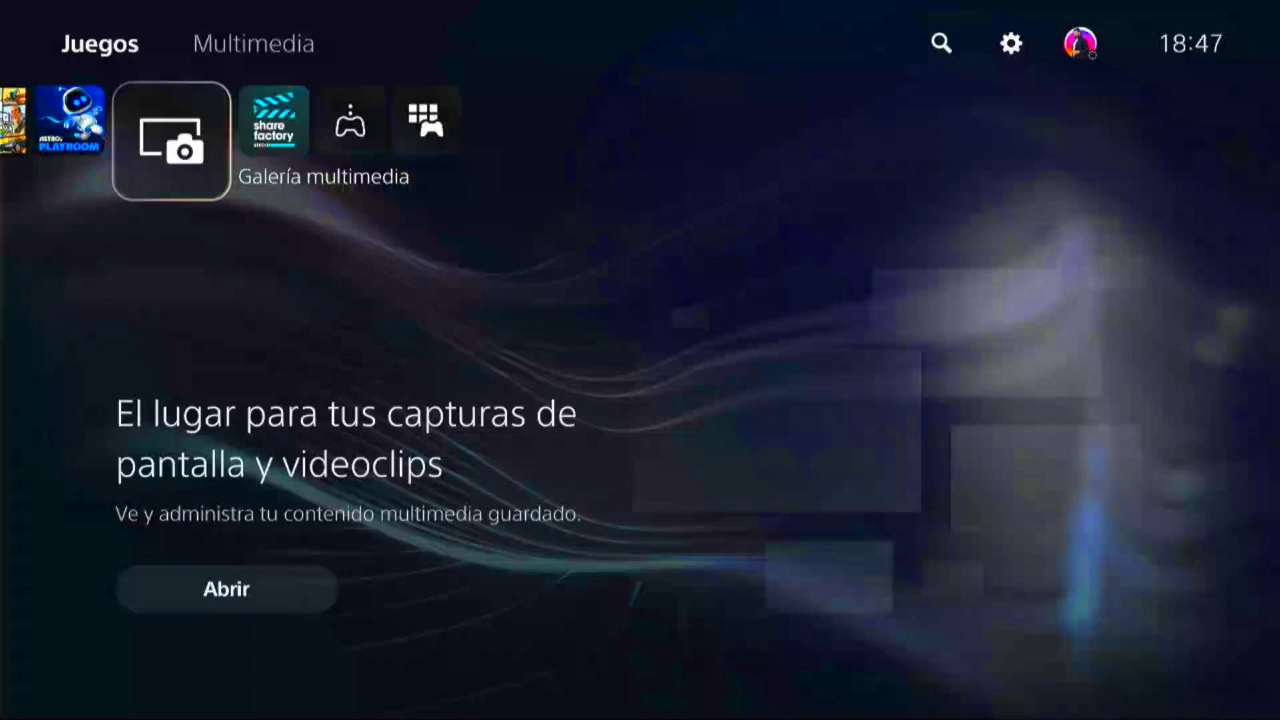 Juegos Multimedia 18:47
ASTRO's PLAYROOM
share
factory
Galería multimedia
El lugar para tus capturas de
pantalla y videoclips
Ve y administra tu contenido multimedia guardado.
Abrir